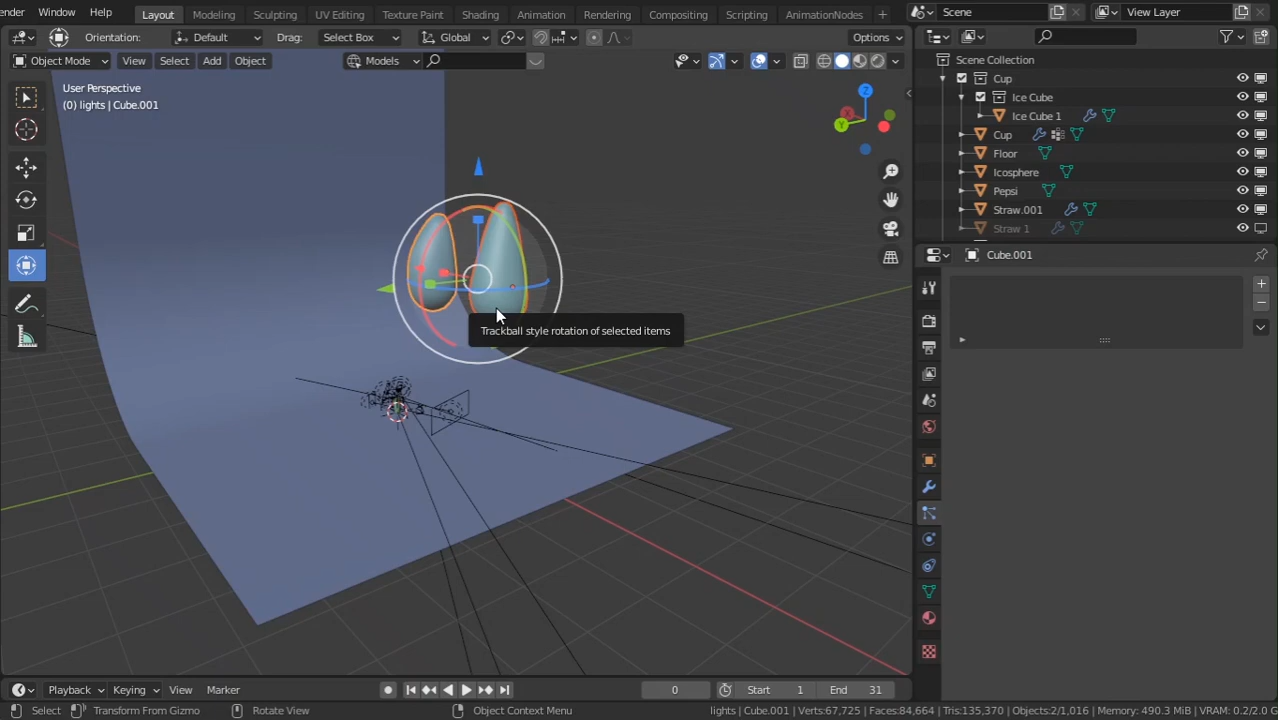 ender Window Help Layout Modeling Sculpting UV Editing Texture Paint Shading Animation Rendering Compositing Scripting AnimationNodes Scene View Layer
Orientation: Default Drag: Select Box Global Options
Object Mode View Select Add Object Models
User Perspective
(0) lights | Cube.001
Z
Y
Scene Collection
Cup
Ice Cube
Ice Cube 1
Cup
Floor
Icosphere
Pepsi
Straw.001
Straw 1
Cube.001
Trackball style rotation of selected items
Playback Keying View Marker 0 Start 1 End 31
Select Transform From Gizmo Rotate View Object Context Menu lights | Cube.001 | Verts:67,725 | Faces:84,664 | Tris:135,370 | Objects:2/1,016 | Memory: 490.3 MiB | VRAM: 0.2/2.0 G